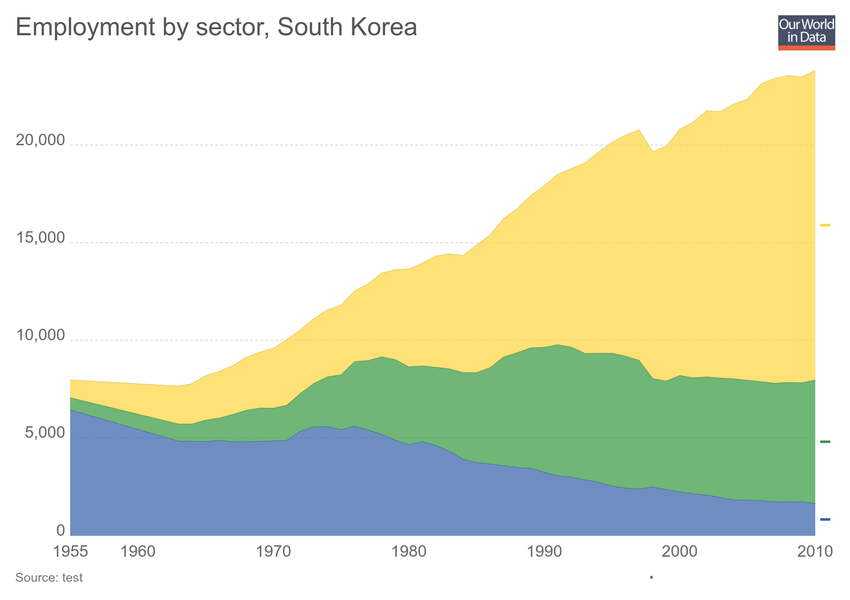 Employment by sector, South Korea
Our World
in Data
20,000
15,000
10,000
5,000
0
1955 1960 1970 1980 1990 2000 2010
Source: test